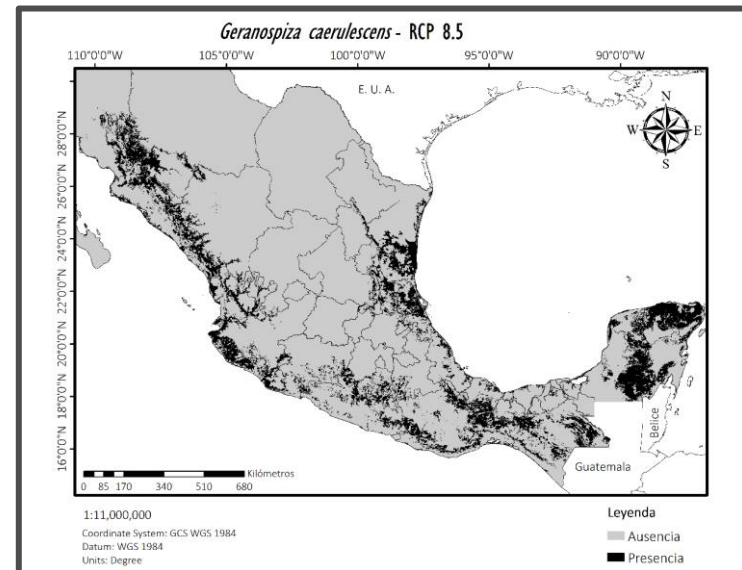 Geranospiza caerulescens - RCP 8.5
110°0'0"W 105°0'0"W 100°0'0"W 95°0'0"W 90°0'0"W
E. U. A.
N
W E
S
28°0'0"N
26°0'0"N
24°0'0"N
22°0'0"N
20°0'0"N
18°0'0"N
16°0'0"N
Belice
Guatemala
Kilómetros
0 85 170 340 510 680
1:11,000,000
Coordinate System: GCS WGS 1984
Datum: WGS 1984
Units: Degree
Leyenda
Ausencia
Presencia